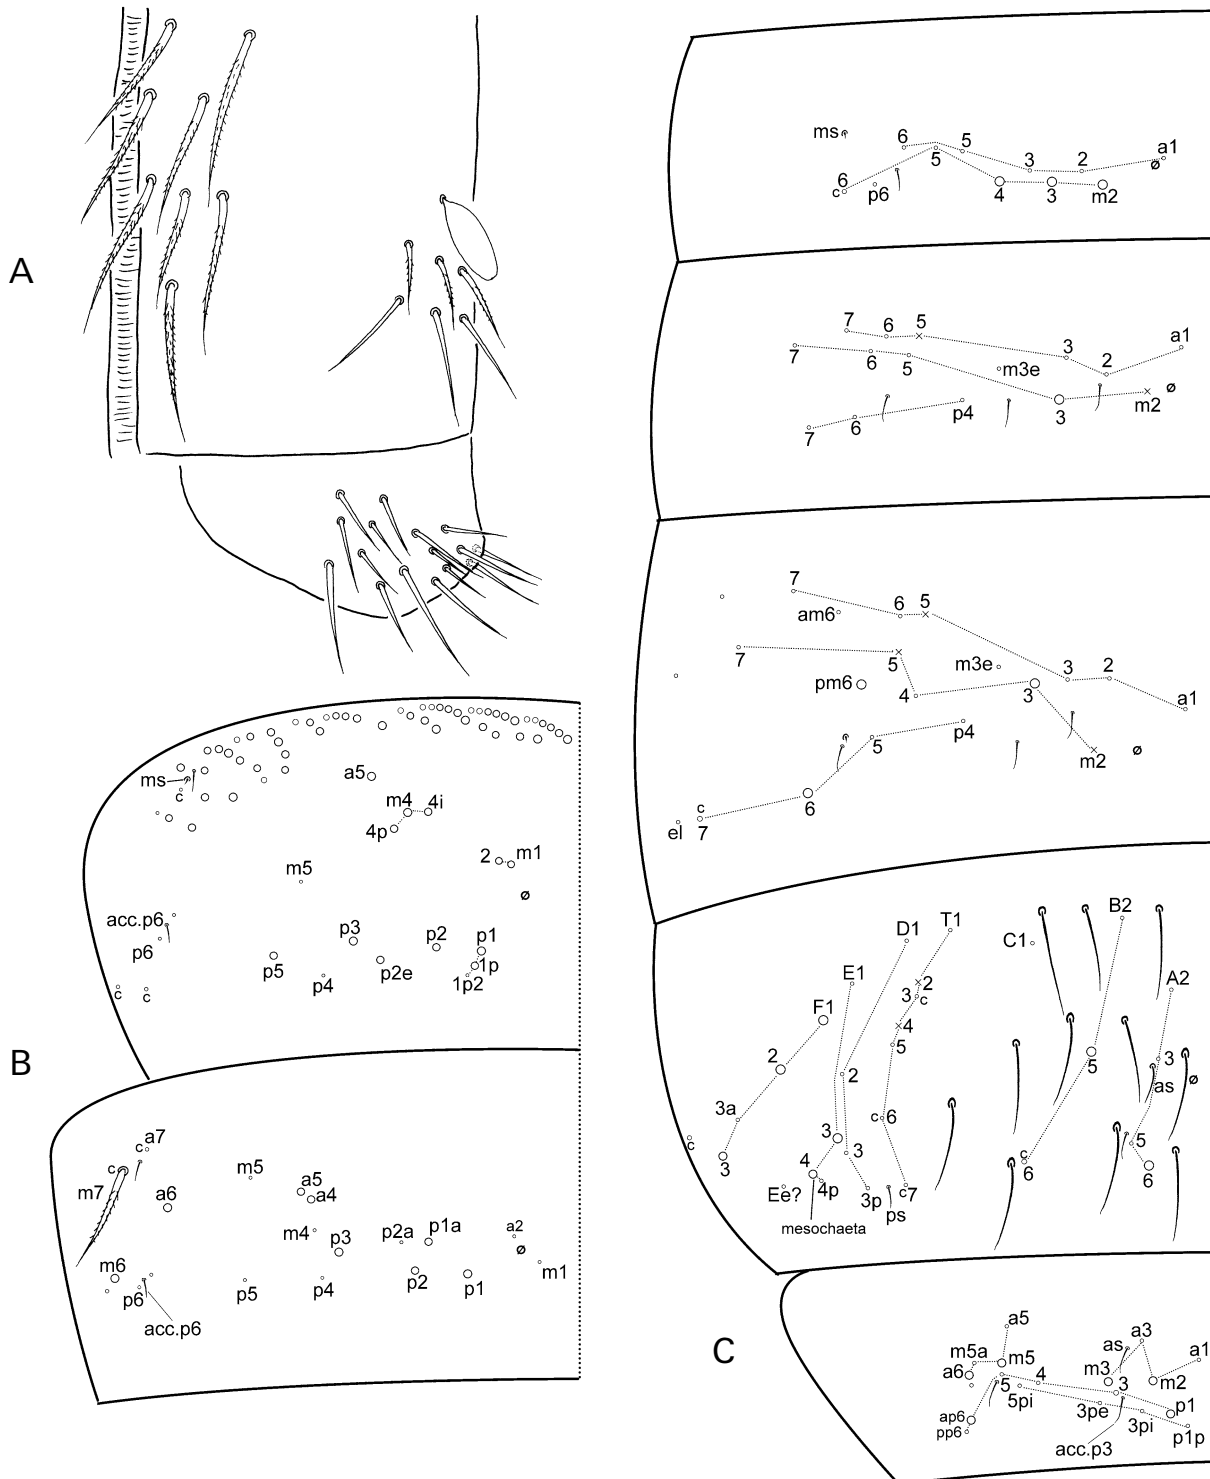 A
ms
6
5
5
3
2
a1
ø
6
c
p6
4
3
m2
7
6
5
3
2
a1
7
6
5
m3e
3
m2
ø
p4
6
7
7
am6
6
5
7
5
m3e
3
2
a1
pm6
4
3
5
p4
m2
ø
6
c
7
el
ms
c
a5
m4
4i
4p
2
m1
m5
ø
acc.p6
p6
p3
p2
p1
p5
p4
p2e
1p
1p2
c
c
B
c
a7
m7
c
a6
m5
a5
a4
m4
p3
p2a
p1a
a2
ø
m1
m6
p6
p5
p4
p2
p1
acc.p6
D1
T1
C1
B2
E1
2
3
c
A2
F1
4
5
2
2
5
3
as
ø
3a
c
6
c
3
3
3
5
4
c
6
6
Ee?
4p
3p
c7
ps
mesochaeta
C
a5
as
a3
a1
m5a
m5
a6
m3
m2
5
4
3
5pi
3pe
3pi
p1
ap6
pp6
acc.p3
p1p